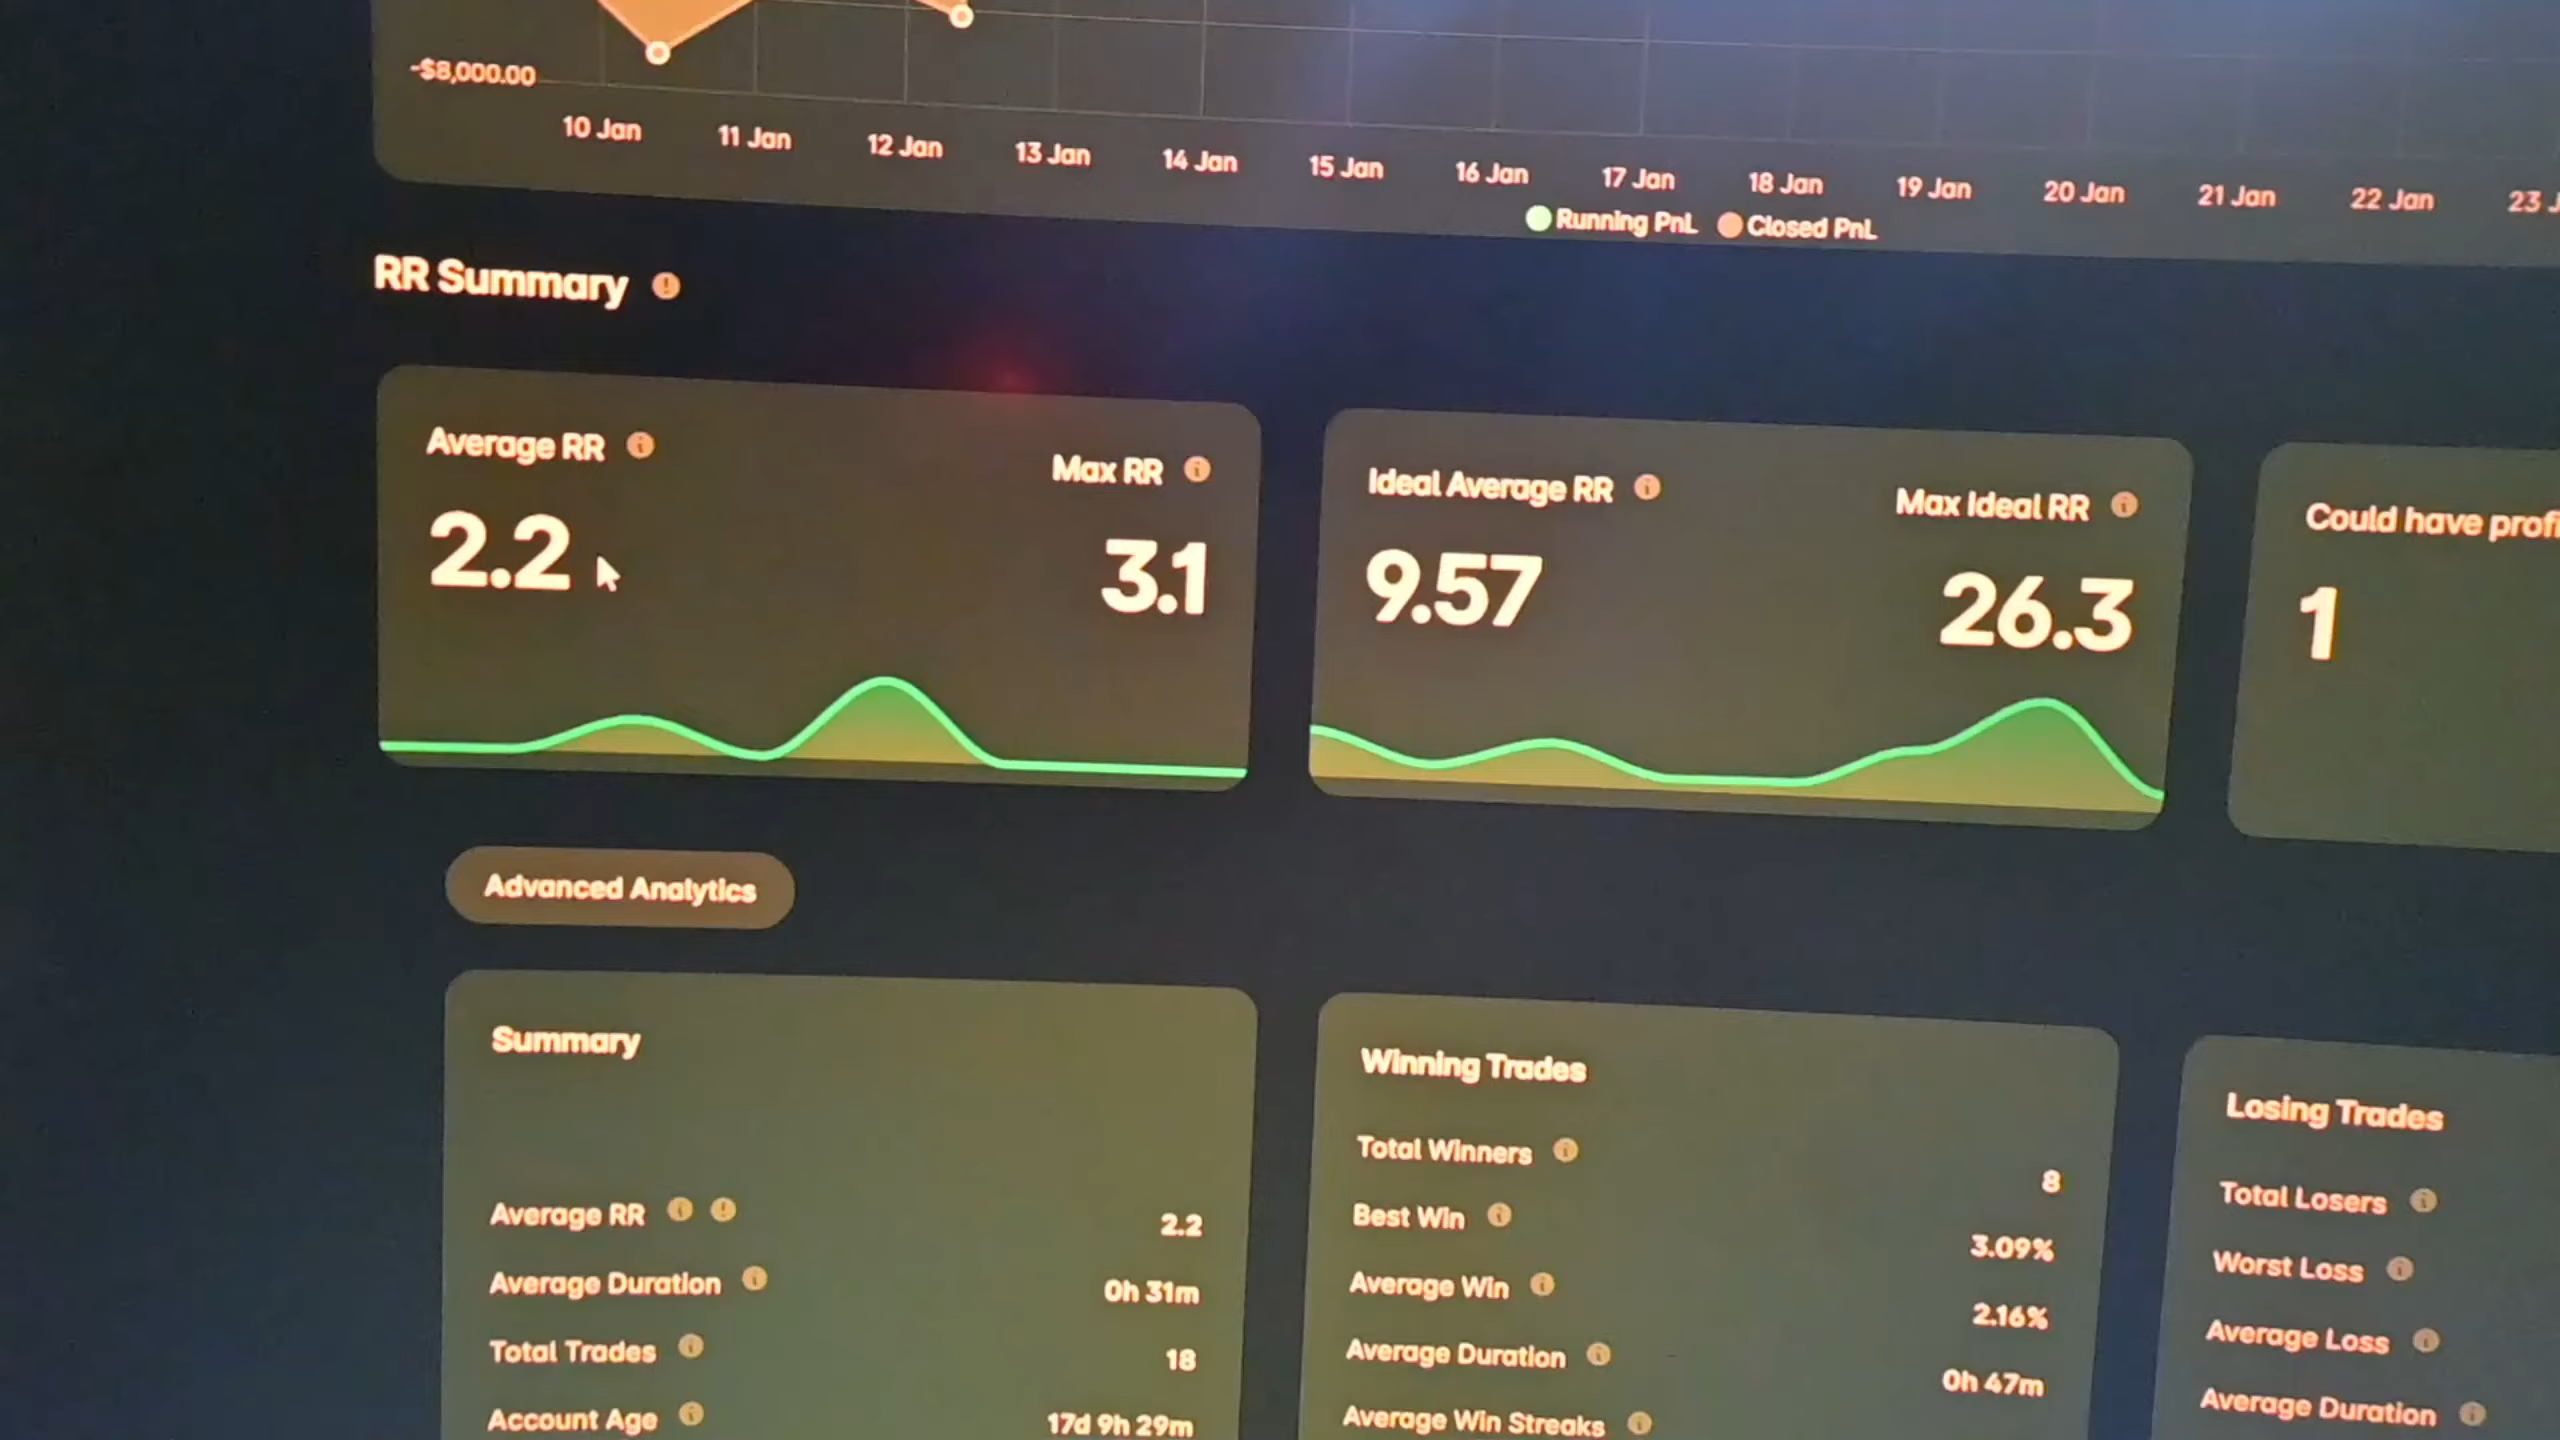 -$8,000.00
10 Jan 11 Jan 12 Jan 13 Jan 14 Jan 15 Jan 16 Jan 17 Jan 18 Jan 19 Jan 20 Jan 21 Jan 22 Jan 23
Running PnL Closed PnL
RR Summary
Average RR Max RR
2.2 3.1
Ideal Average RR Max Ideal RR
9.57 26.3
Could have
1
Advanced Analytics
Summary
Average RR 2.2
Average Duration 0h 31m
Total Trades 18
Account Age 17d 9h 29m
Winning Trades
Total Winners 8
Best Win 3.09%
Average Win 2.16%
Average Duration 0h 47m
Average Win Streaks
Losing Trades
Total Losers
Worst Loss
Average Loss
Average Duration